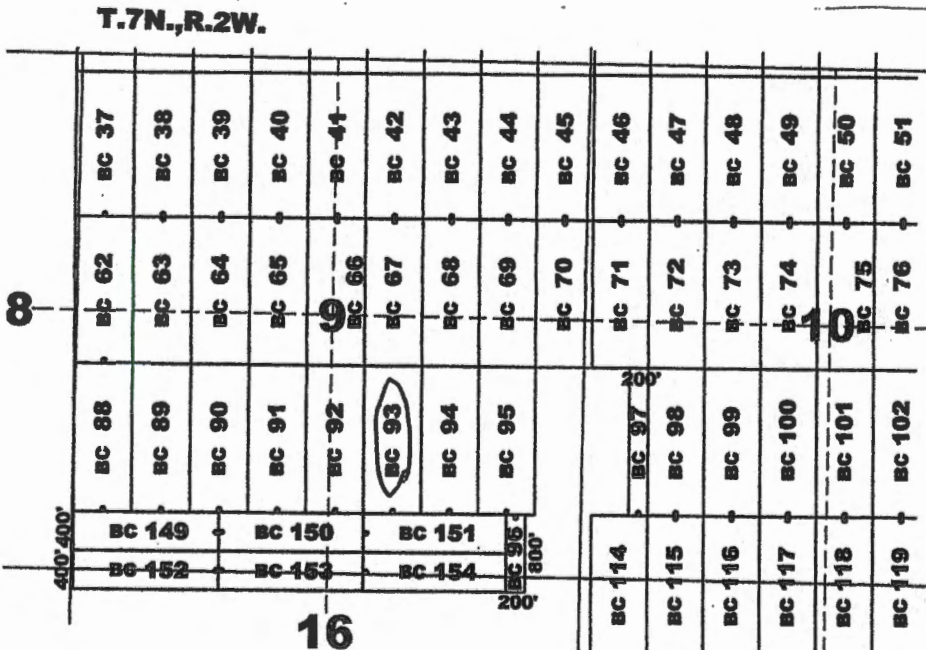 T.7N.,R.2W.
BC 37
BC 38
BC 39
BC 40
BC 41
BC 42
BC 43
BC 44
BC 45
BC 46
BC 47
BC 48
BC 49
BC 50
BC 51
BC 62
BC 63
BC 64
BC 65
BC 66
BC 67
BC 68
BC 69
BC 70
BC 71
BC 72
BC 73
BC 74
BC 75
BC 76
8
9
10
200'
BC 88
BC 89
BC 90
BC 91
BC 92
BC 93
BC 94
BC 95
BC 97
BC 98
BC 99
BC 100
BC 101
BC 102
400'
BC 149
BC 150
BC 151
BC 96
800'
400'
BC 152
BC 153
BC 154
200'
BC 114
BC 115
BC 116
BC 117
BC 118
BC 119
16